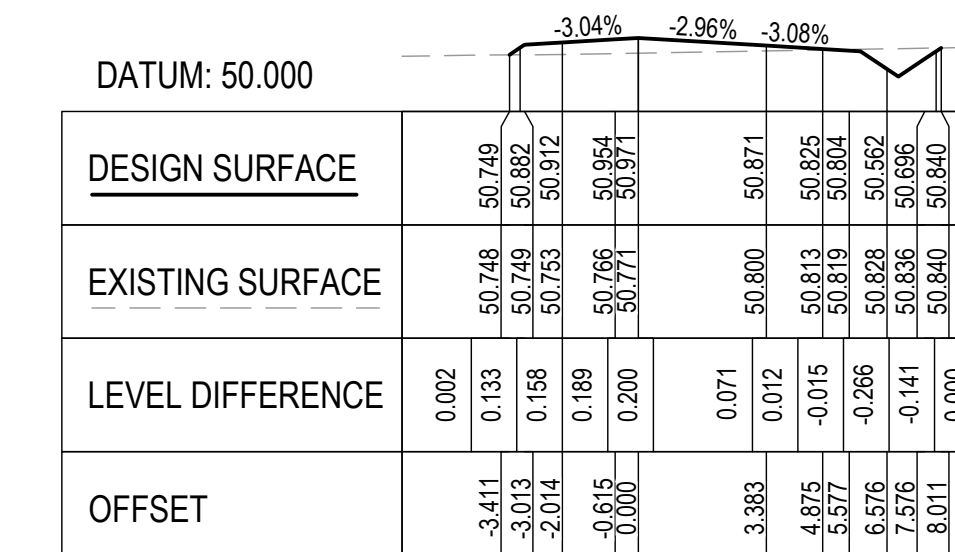 -3.04% -2.96% -3.08%
DATUM: 50.000
DESIGN SURFACE 50.749 50.882 50.912 50.954 50.971 50.871 50.825 50.804 50.562 50.696 50.840
EXISTING SURFACE 50.748 50.749 50.753 50.766 50.771 50.800 50.813 50.819 50.828 50.836 50.840
LEVEL DIFFERENCE 0.002 0.133 0.158 0.189 0.200 0.071 0.012 -0.015 -0.266 -0.141 0.000
OFFSET -3.411 -3.013 -2.014 -0.615 0.000 3.383 4.875 5.577 6.576 7.576 8.011